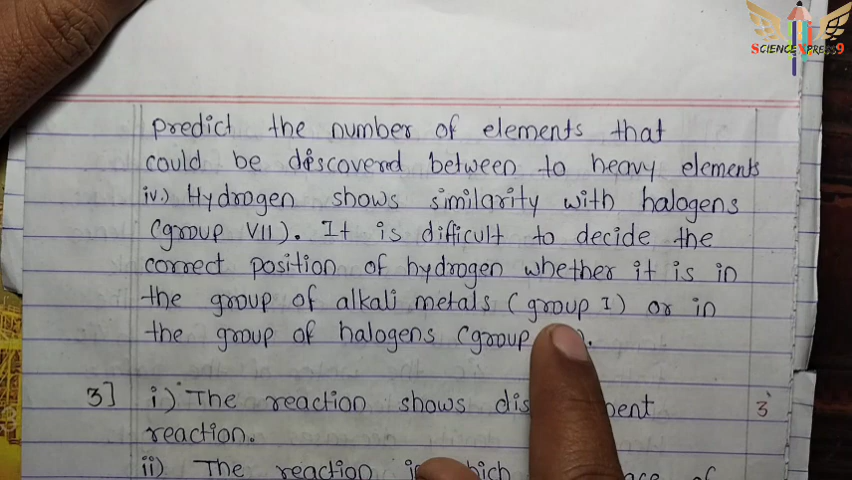 SCIENCEXPRESS9
predict the number of elements that
could be discovered between to heavy elements
iv.) Hydrogen shows similarity with halogens
(group VII). It is difficult to decide the
correct position of hydrogen whether it is in
the group of alkali metals (group I) or in
the group of halogens (group ).
3] i) The reaction shows dis ent 3
reaction.
ii) The reaction of